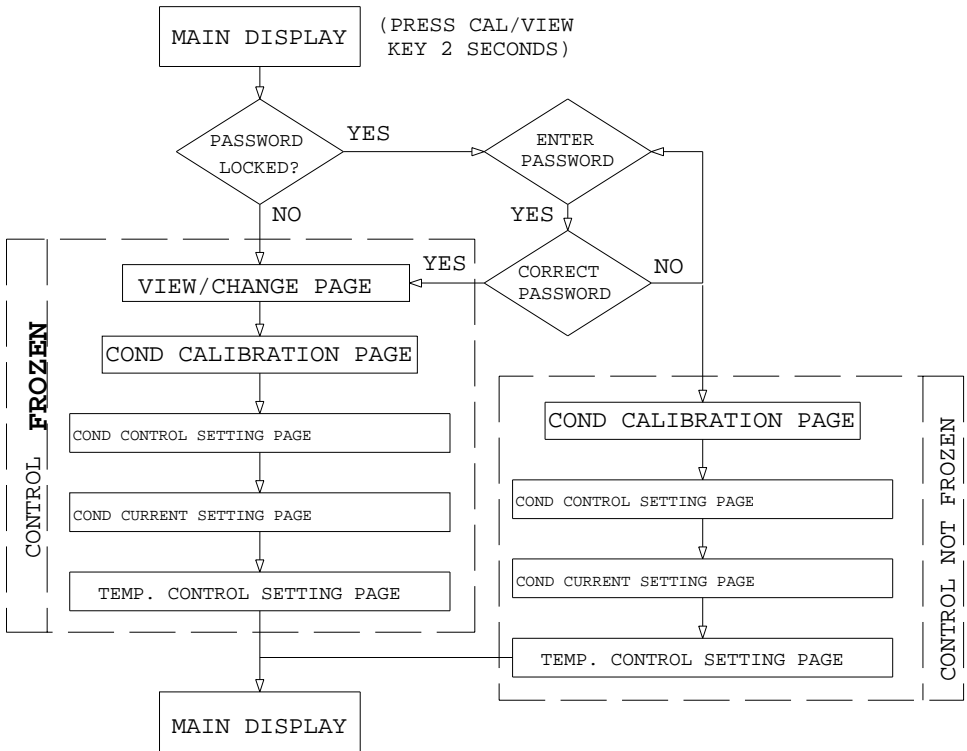 MAIN DISPLAY
(PRESS CAL/VIEW
KEY 2 SECONDS)
PASSWORD
LOCKED?
YES
ENTER
PASSWORD
NO
YES
VIEW/CHANGE PAGE
YES
CORRECT
PASSWORD
NO
CONTROL FROZEN
COND CALIBRATION PAGE
COND CONTROL SETTING PAGE
COND CURRENT SETTING PAGE
TEMP. CONTROL SETTING PAGE
COND CALIBRATION PAGE
COND CONTROL SETTING PAGE
COND CURRENT SETTING PAGE
TEMP. CONTROL SETTING PAGE
CONTROL NOT FROZEN
MAIN DISPLAY